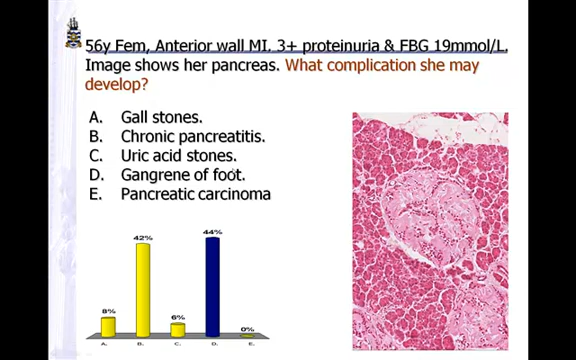 56y Fem, Anterior wall MI, 3+ proteinuria & FBG 19mmol/L.
Image shows her pancreas. What complication she may
develop?
A. Gall stones.
B. Chronic pancreatitis.
C. Uric acid stones.
D. Gangrene of foot.
E. Pancreatic carcinoma
8%
42%
6%
44%
0%
A. B. C. D. E.